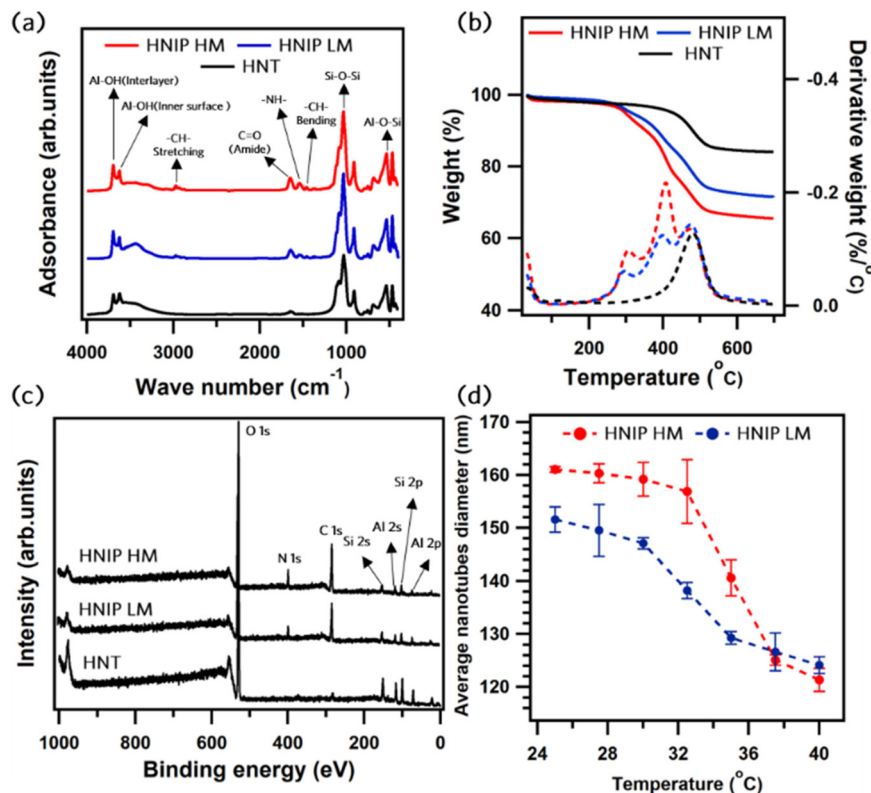 (a)
HNIP HM
HNIP LM
HNT
Al-OH(Interlayer)
Al-OH(Inner surface )
-CH-
Stretching
C=O
(Amide)
-NH-
-CH-
Bending
Si-O-Si
Al-O-Si
Absorbance (arb.units)
4000
3000
2000
1000
Wave number (cm⁻¹)
(b)
HNIP HM
HNIP LM
HNT
Weight (%)
100
80
60
40
-0.4
-0.2
0.0
Derivative weight (%/°C)
200
400
600
Temperature (°C)
(c)
O 1s
N 1s
C 1s
Si 2s
Al 2s
Si 2p
Al 2p
HNIP HM
HNIP LM
HNT
Intensity (arb.units)
1000
800
600
400
200
0
Binding energy (eV)
(d)
HNIP HM
HNIP LM
Average nanotubes diameter (nm)
170
160
150
140
130
120
24
28
32
36
40
Temperature (°C)